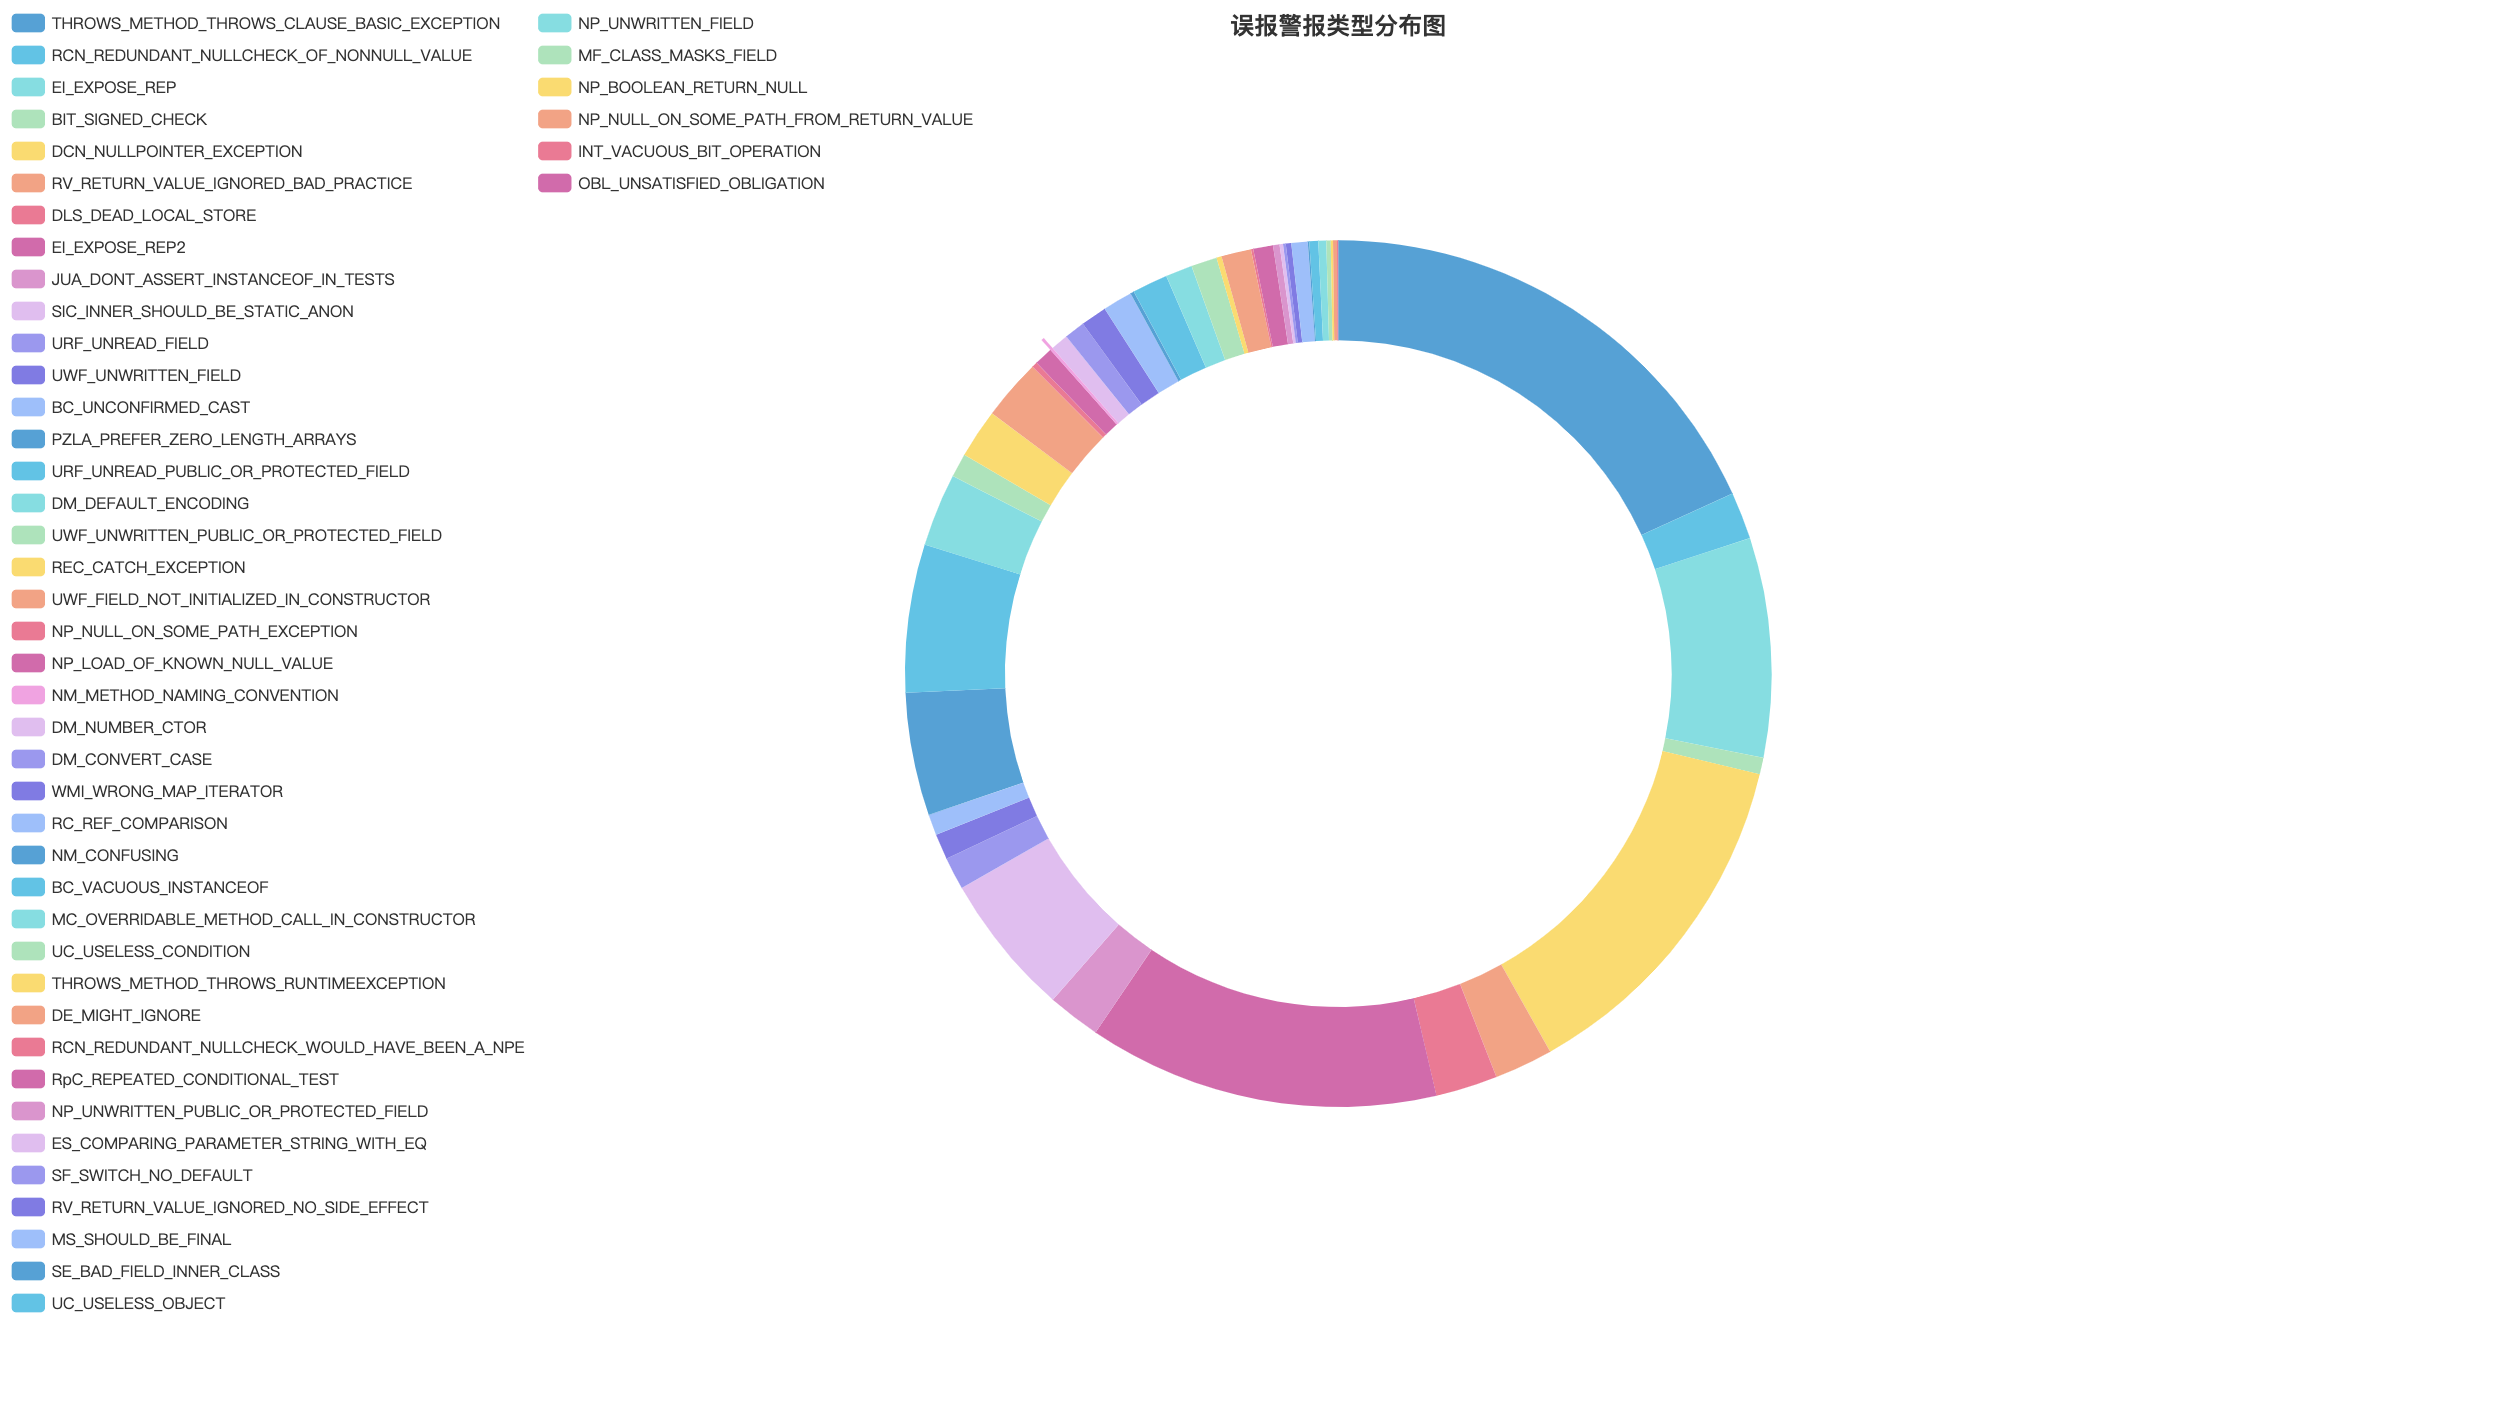 误报警报类型分布图
THROWS_METHOD_THROWS_CLAUSE_BASIC_EXCEPTION
RCN_REDUNDANT_NULLCHECK_OF_NONNULL_VALUE
EI_EXPOSE_REP
BIT_SIGNED_CHECK
DCN_NULLPOINTER_EXCEPTION
RV_RETURN_VALUE_IGNORED_BAD_PRACTICE
DLS_DEAD_LOCAL_STORE
EI_EXPOSE_REP2
JUA_DONT_ASSERT_INSTANCEOF_IN_TESTS
SIC_INNER_SHOULD_BE_STATIC_ANON
URF_UNREAD_FIELD
UWF_UNWRITTEN_FIELD
BC_UNCONFIRMED_CAST
PZLA_PREFER_ZERO_LENGTH_ARRAYS
URF_UNREAD_PUBLIC_OR_PROTECTED_FIELD
DM_DEFAULT_ENCODING
UWF_UNWRITTEN_PUBLIC_OR_PROTECTED_FIELD
REC_CATCH_EXCEPTION
UWF_FIELD_NOT_INITIALIZED_IN_CONSTRUCTOR
NP_NULL_ON_SOME_PATH_EXCEPTION
NP_LOAD_OF_KNOWN_NULL_VALUE
NM_METHOD_NAMING_CONVENTION
DM_NUMBER_CTOR
DM_CONVERT_CASE
WMI_WRONG_MAP_ITERATOR
RC_REF_COMPARISON
NM_CONFUSING
BC_VACUOUS_INSTANCEOF
MC_OVERRIDABLE_METHOD_CALL_IN_CONSTRUCTOR
UC_USELESS_CONDITION
THROWS_METHOD_THROWS_RUNTIMEEXCEPTION
DE_MIGHT_IGNORE
RCN_REDUNDANT_NULLCHECK_WOULD_HAVE_BEEN_A_NPE
RpC_REPEATED_CONDITIONAL_TEST
NP_UNWRITTEN_PUBLIC_OR_PROTECTED_FIELD
ES_COMPARING_PARAMETER_STRING_WITH_EQ
SF_SWITCH_NO_DEFAULT
RV_RETURN_VALUE_IGNORED_NO_SIDE_EFFECT
MS_SHOULD_BE_FINAL
SE_BAD_FIELD_INNER_CLASS
UC_USELESS_OBJECT
NP_UNWRITTEN_FIELD
MF_CLASS_MASKS_FIELD
NP_BOOLEAN_RETURN_NULL
NP_NULL_ON_SOME_PATH_FROM_RETURN_VALUE
INT_VACUOUS_BIT_OPERATION
OBL_UNSATISFIED_OBLIGATION